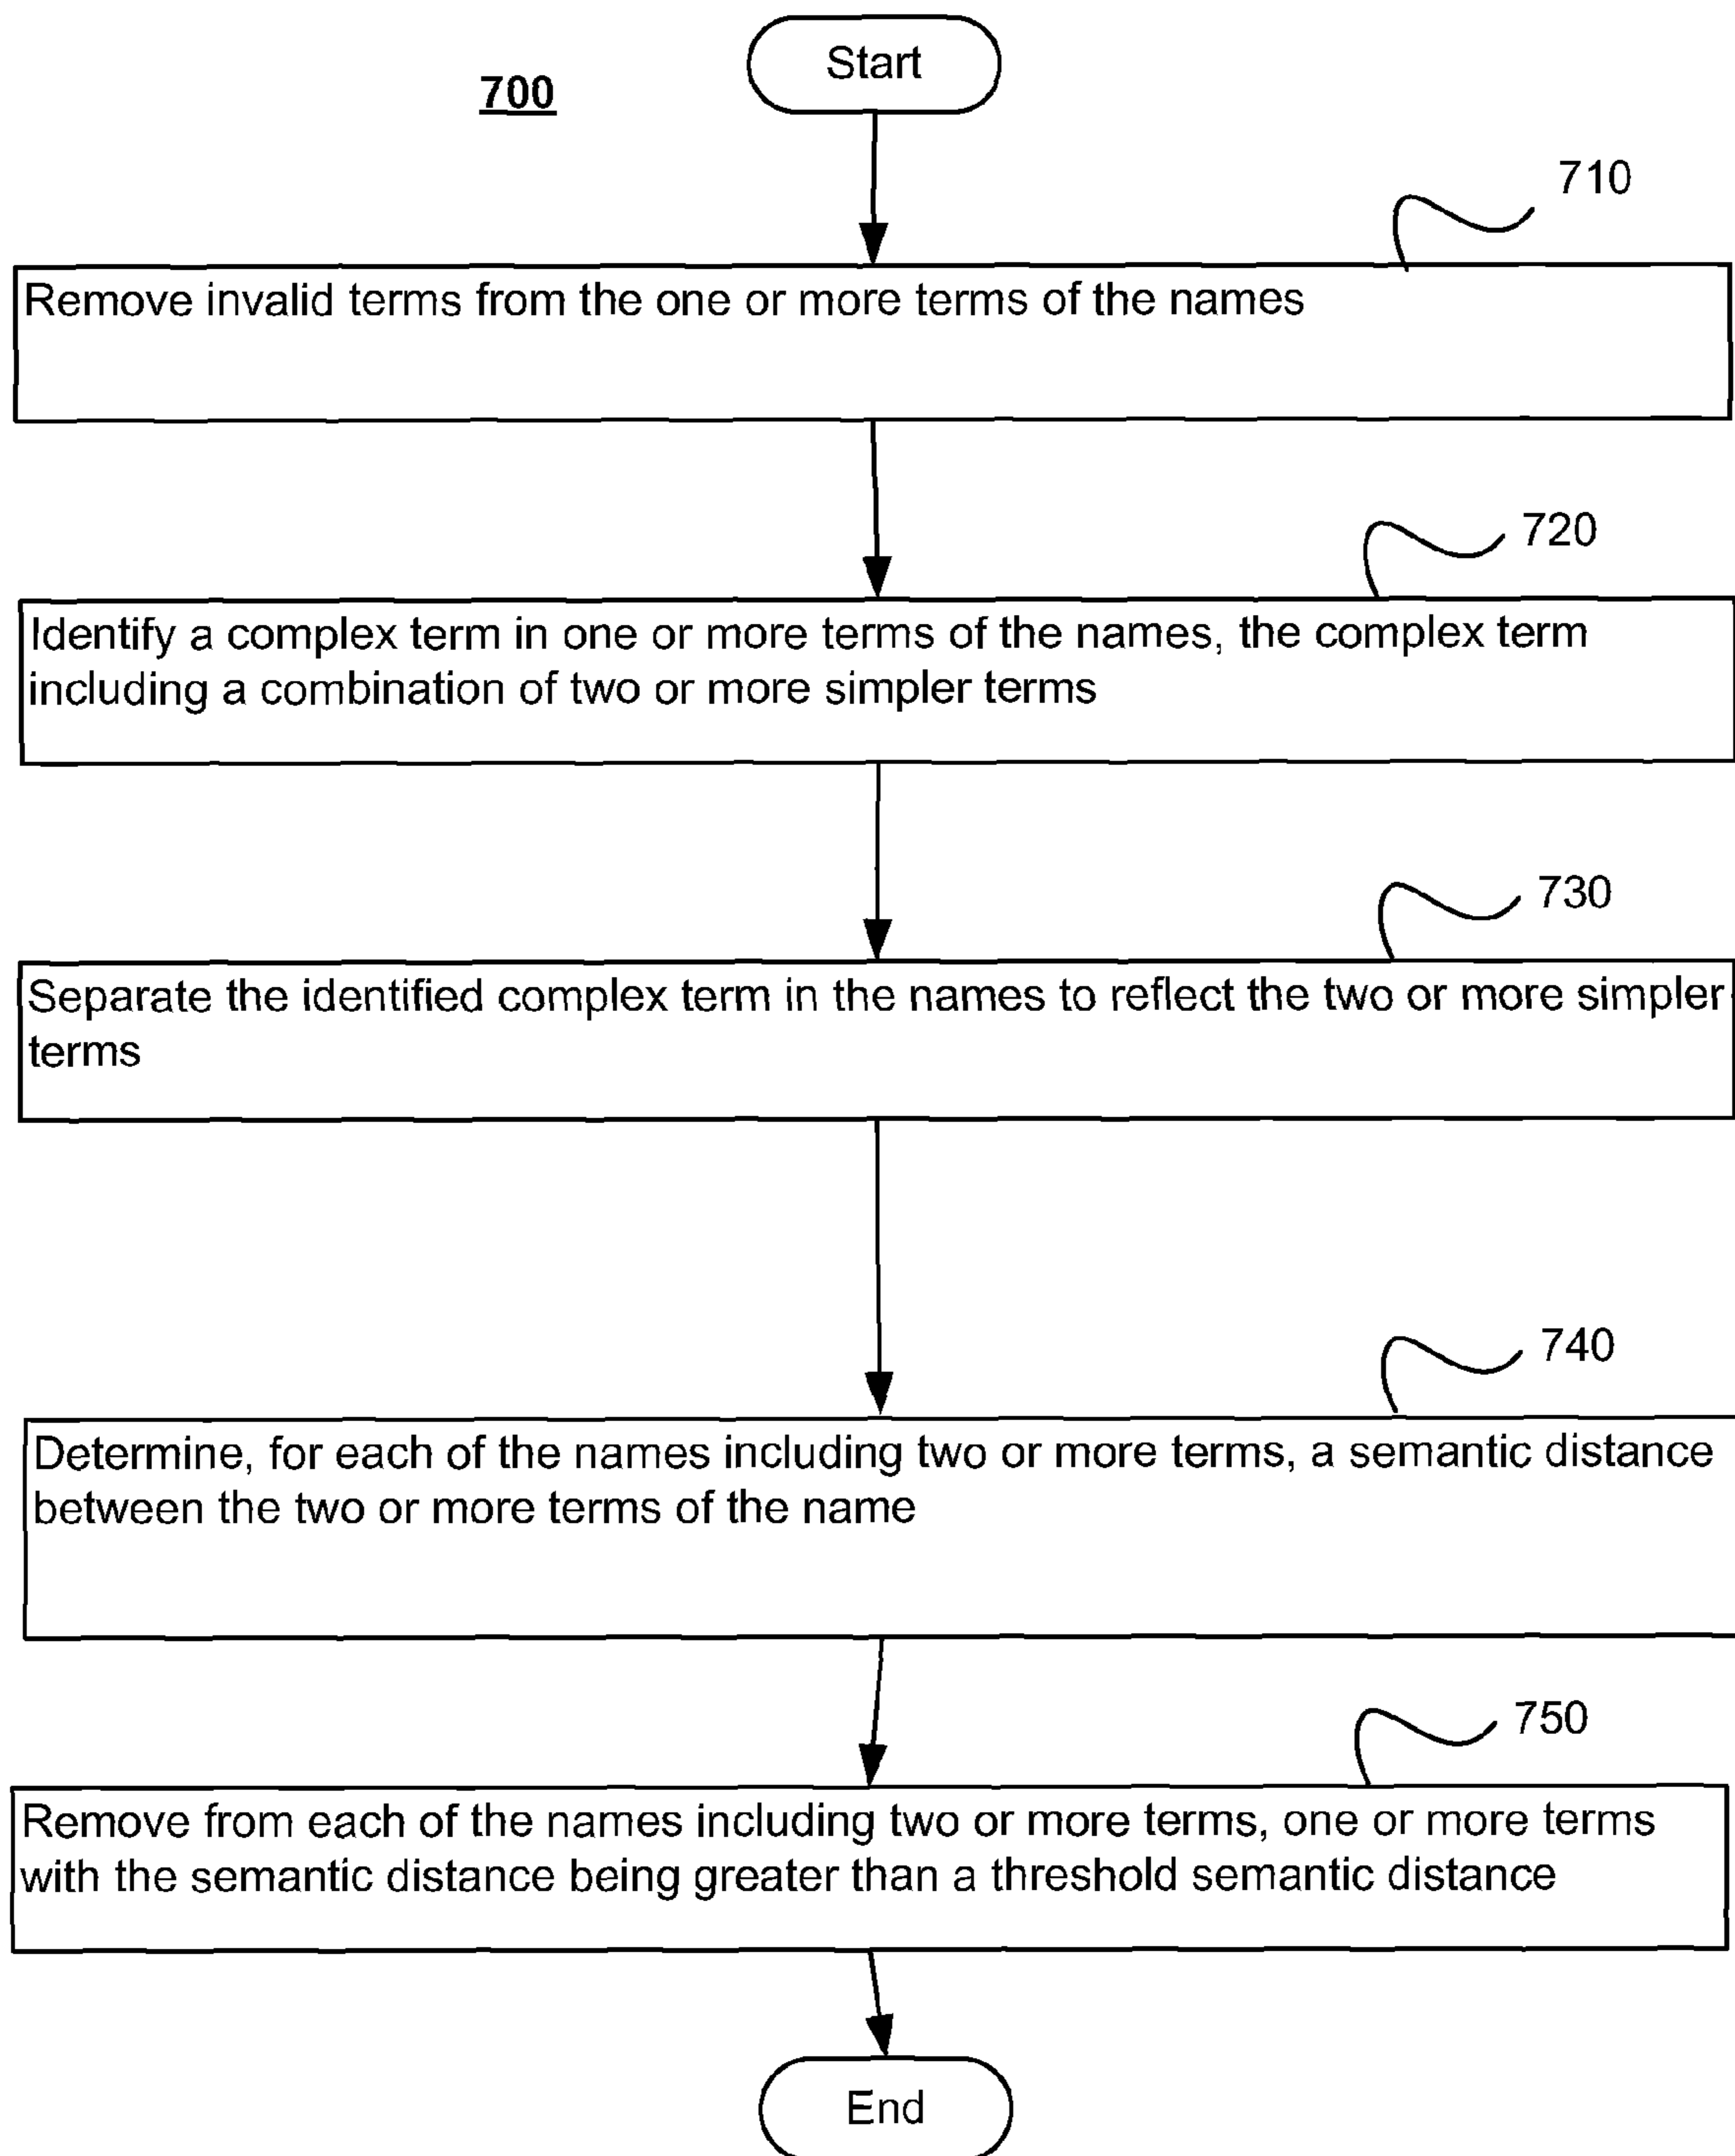 Start
700
710
Remove invalid terms from the one or more terms of the names
720
Identify a complex term in one or more terms of the names, the complex term
including a combination of two or more simpler terms
730
Separate the identified complex term in the names to reflect the two or more simpler
terms
740
Determine, for each of the names including two or more terms, a semantic distance
between the two or more terms of the name
750
Remove from each of the names including two or more terms, one or more terms
with the semantic distance being greater than a threshold semantic distance
End